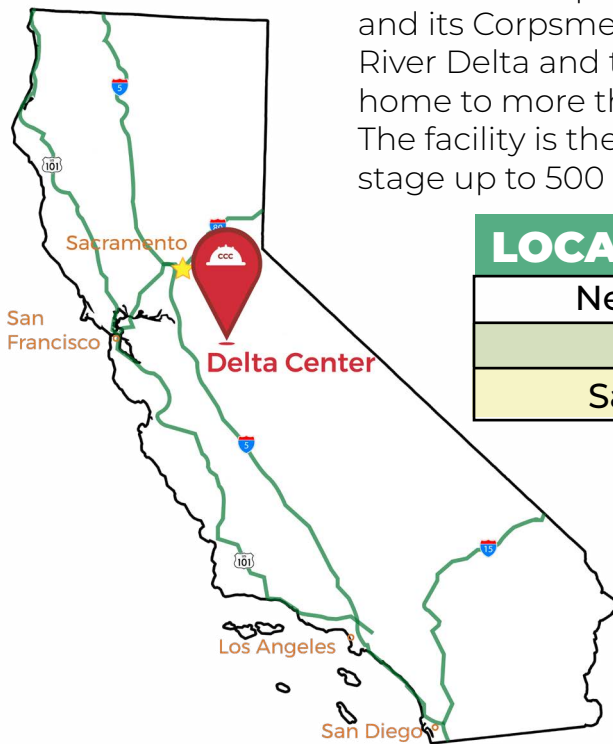 and its Corpsme
River Delta and t
home to more th
The facility is the
stage up to 500
LOCA
Ne
Sa
5
101
80
Sacramento
CCC
San
Francisco
Delta Center
5
101
15
Los Angeles
San Diego